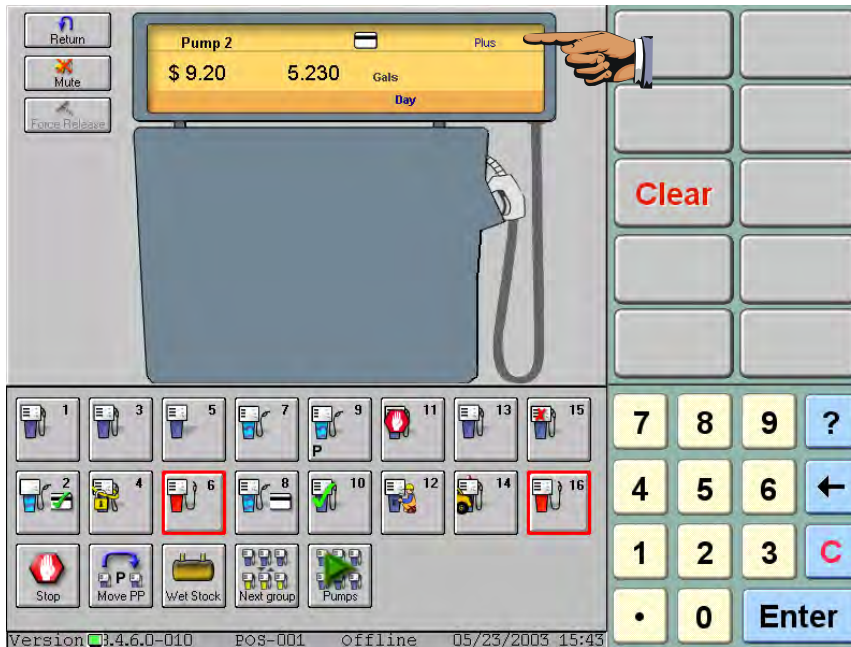 Return
Mute
Force Release
Pump 2
Plus
$ 9.20 5.230 Gals
Day
Clear
1 3 5 7 9 11 13 15
P
2 4 6 8 10 12 14 16
Stop
P
Move PP
Wet Stock
Next group
Pumps
7 8 9 ?
4 5 6 ←
1 2 3 C
• 0 Enter
Version 3.4.6.0-010 POS-001 Offline 05/23/2003 15:43